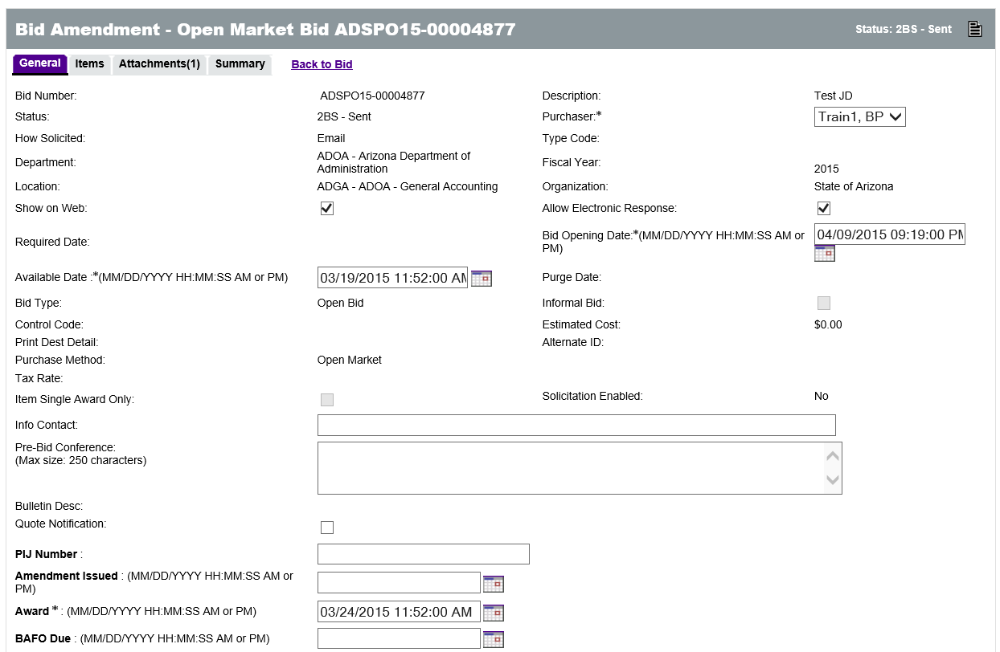 Bid Amendment - Open Market Bid ADSPO15-00004877
Status: 2BS - Sent
General Items Attachments(1) Summary Back to Bid
Bid Number: ADSPO15-00004877 Description: Test JD
Status: 2BS - Sent Purchaser:* Train1, BP
How Solicited: Email Type Code:
Department: ADOA - Arizona Department of Administration Fiscal Year: 2015
Location: ADGA - ADOA - General Accounting Organization: State of Arizona
Show on Web: Allow Electronic Response:
Required Date: Bid Opening Date:*(MM/DD/YYYY HH:MM:SS AM or PM) 04/09/2015 09:19:00 PM
Available Date :*(MM/DD/YYYY HH:MM:SS AM or PM) 03/19/2015 11:52:00 AM Purge Date:
Bid Type: Open Bid Informal Bid:
Control Code: Estimated Cost: $0.00
Print Dest Detail: Alternate ID:
Purchase Method: Open Market
Tax Rate:
Item Single Award Only: Solicitation Enabled: No
Info Contact:
Pre-Bid Conference:
(Max size: 250 characters)
Bulletin Desc:
Quote Notification:
PIJ Number :
Amendment Issued : (MM/DD/YYYY HH:MM:SS AM or
PM)
Award * : (MM/DD/YYYY HH:MM:SS AM or PM) 03/24/2015 11:52:00 AM
BAFO Due : (MM/DD/YYYY HH:MM:SS AM or PM)